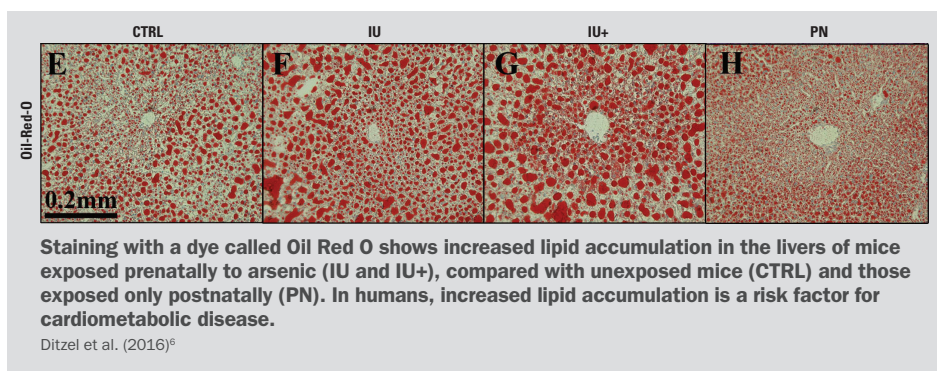 CTRL IU IU+ PN
Oil-Red-O
E F G H
0.2mm
Staining with a dye called Oil Red O shows increased lipid accumulation in the livers of mice
exposed prenatally to arsenic (IU and IU+), compared with unexposed mice (CTRL) and those
exposed only postnatally (PN). In humans, increased lipid accumulation is a risk factor for
cardiometabolic disease.
Ditzel et al. (2016)⁶